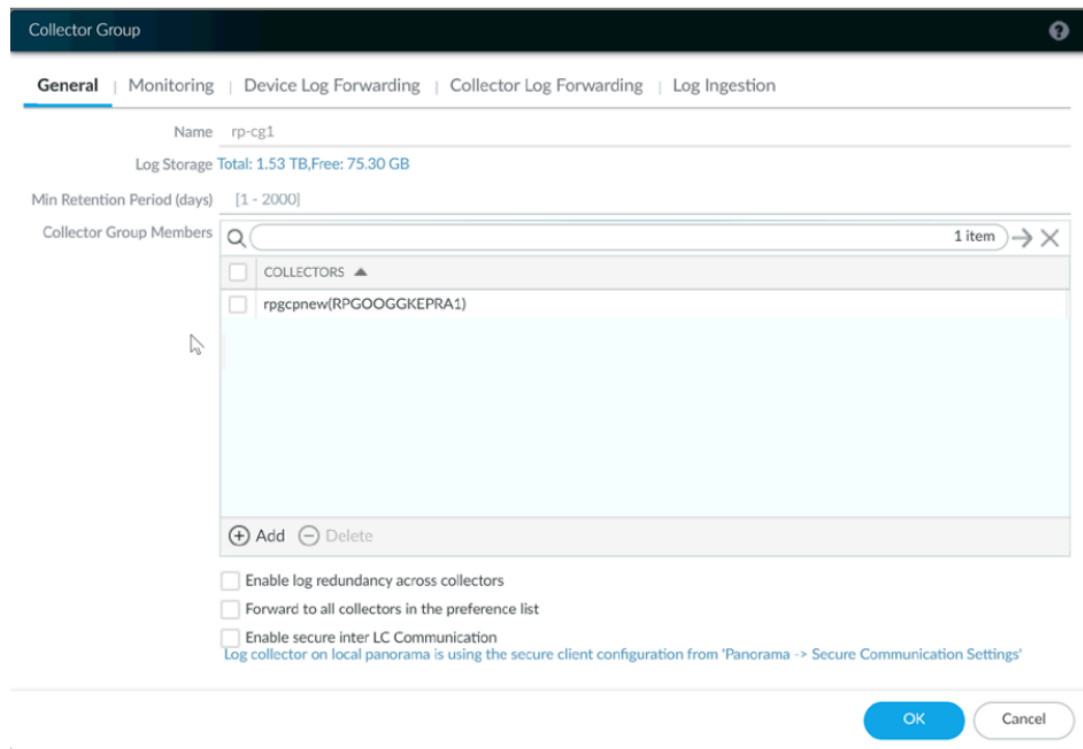 Collector Group
General | Monitoring | Device Log Forwarding | Collector Log Forwarding | Log Ingestion
Name rp-cg1
Log Storage Total: 1.53 TB,Free: 75.30 GB
Min Retention Period (days) [1 - 2000]
Collector Group Members
1 item
COLLECTORS
rpgcpnew(RPGOOGGKEPRA1)
Add Delete
Enable log redundancy across collectors
Forward to all collectors in the preference list
Enable secure inter LC Communication
Log collector on local panorama is using the secure client configuration from 'Panorama -> Secure Communication Settings'
OK Cancel